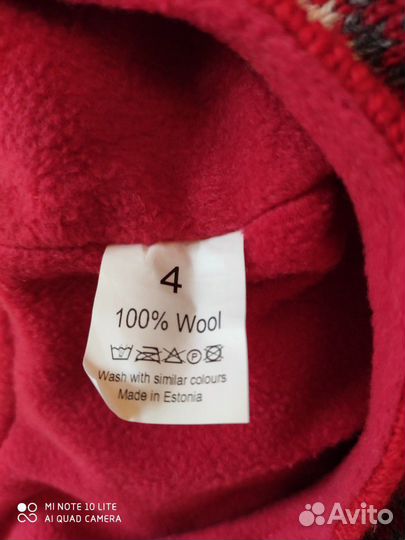 4
100% Wool
P
Wash with similar colours
Made in Estonia
MI NOTE 10 LITE
AI QUAD CAMERA
Avito